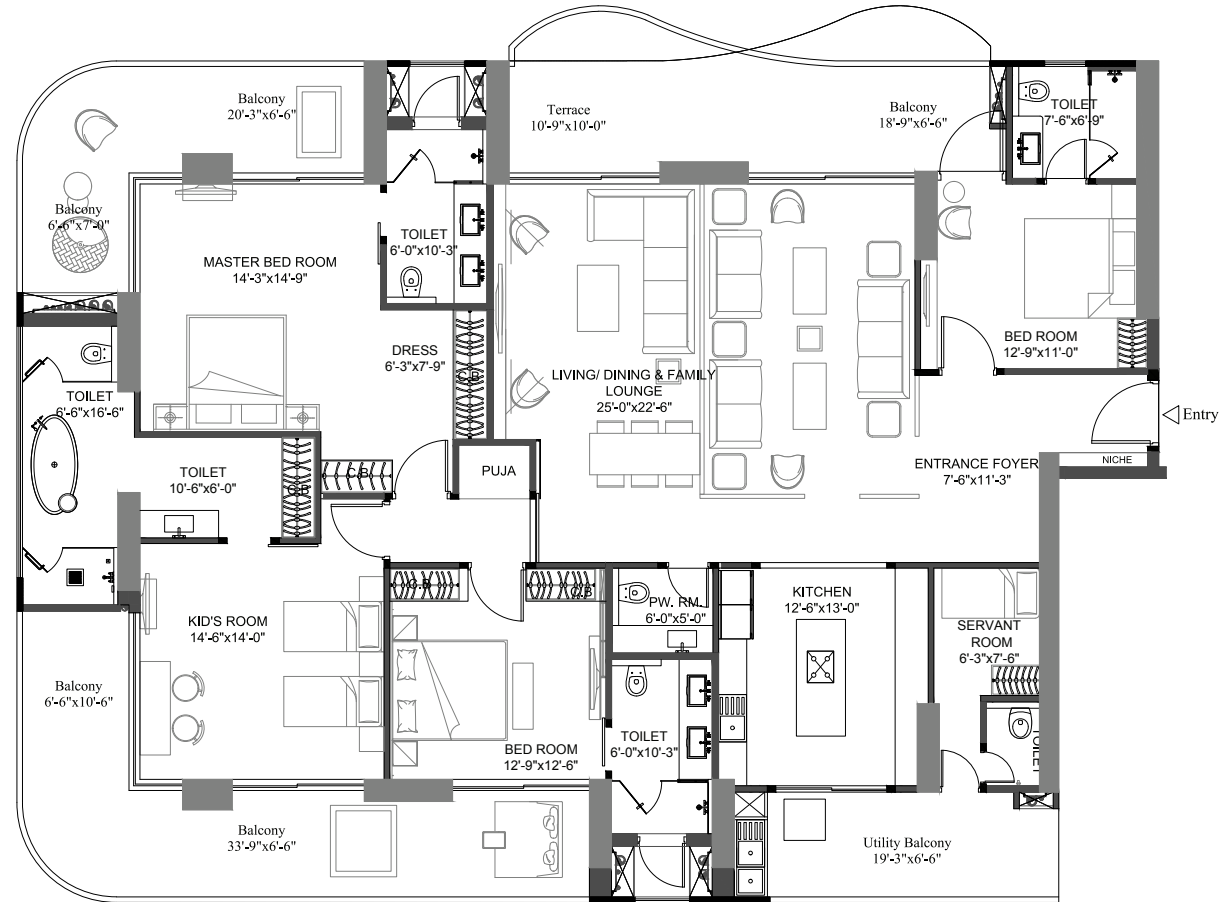 Balcony
20'-3"x6'-6"
Terrace
10'-9"x10'-0"
Balcony
18'-9"x6'-6"
TOILET
7'-6"x6'-9"
Balcony
6'-6"x7'-0"
MASTER BED ROOM
14'-3"x14'-9"
TOILET
6'-0"x10'-3"
BED ROOM
12'-9"x11'-0"
DRESS
6'-3"x7'-9"
C.B
LIVING/ DINING & FAMILY
LOUNGE
25'-0"x22'-6"
TOILET
6'-6"x16'-6"
Entry
TOILET
10'-6"x6'-0"
C.B
C.B
PUJA
ENTRANCE FOYER
7'-6"x11'-3"
NICHE
C.B
C.B
KID'S ROOM
14'-6"x14'-0"
PW. RM.
6'-0"x5'-0"
KITCHEN
12'-6"x13'-0"
SERVANT
ROOM
6'-3"x7'-6"
Balcony
6'-6"x10'-6"
BED ROOM
12'-9"x12'-6"
TOILET
6'-0"x10'-3"
TOILET
Balcony
33'-9"x6'-6"
Utility Balcony
19'-3"x6'-6"